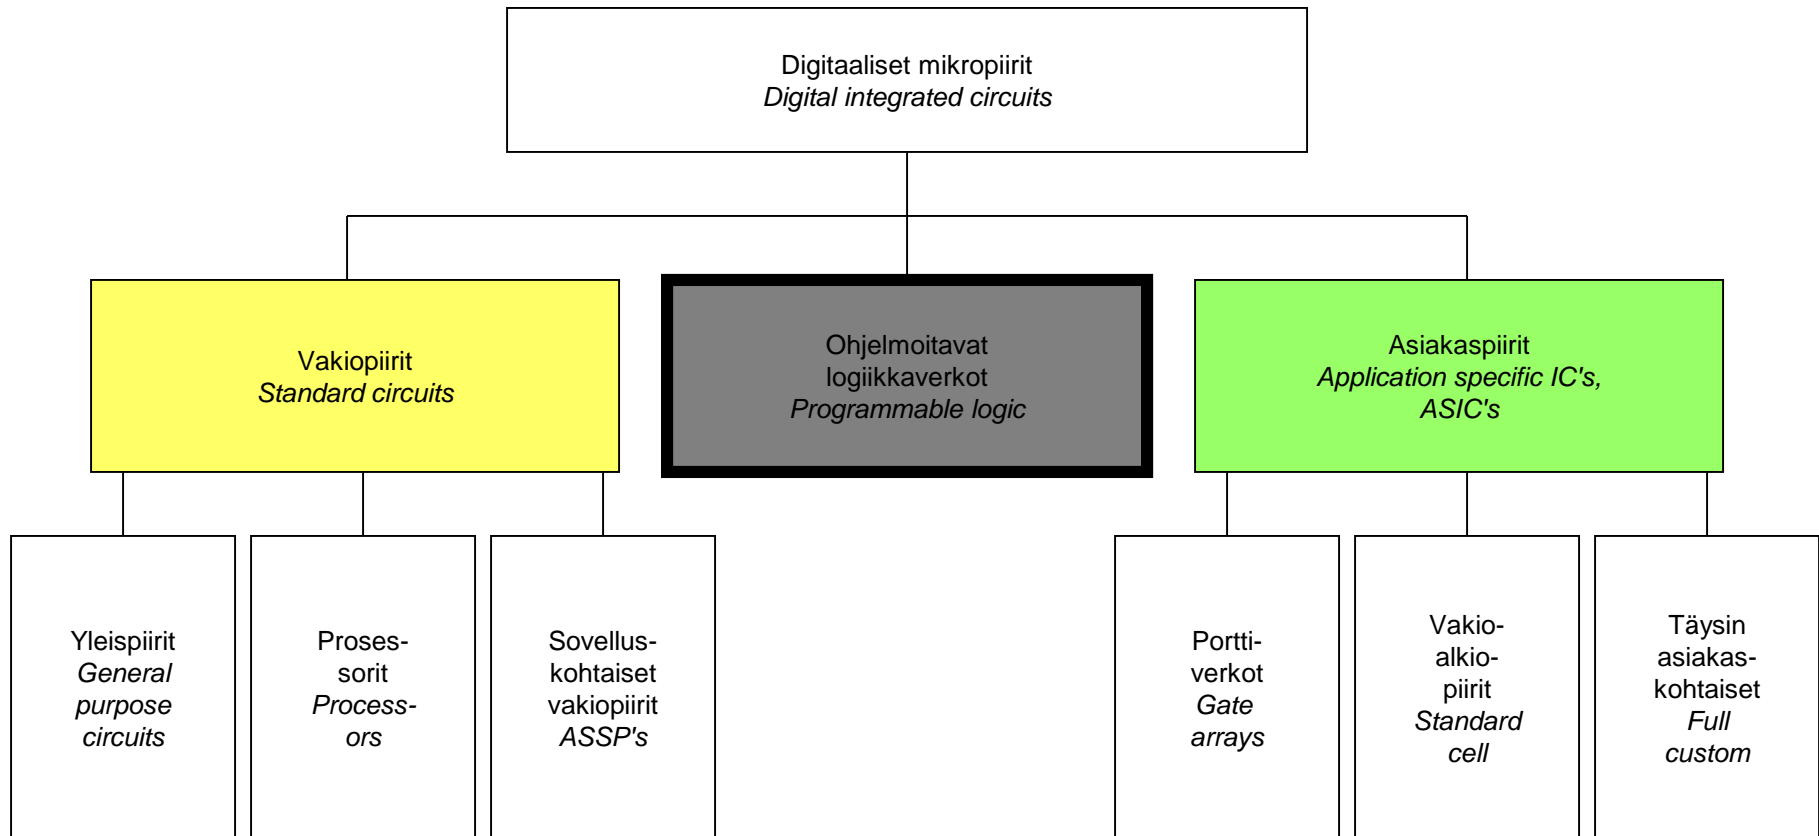 Digitaaliset mikropiirit
Digital integrated circuits
Vakiopiirit
Standard circuits
Ohjelmoitavat
logiikkaverkot
Programmable logic
Asiakaspiirit
Application specific IC's,
ASIC's
Yleispiirit
General
purpose
circuits
Proses-
sorit
Process-
ors
Sovellus-
kohtaiset
vakiopiirit
ASSP's
Portti-
verkot
Gate
arrays
Vakio-
alkio-
piirit
Standard
cell
Täysin
asiakas-
kohtaiset
Full
custom